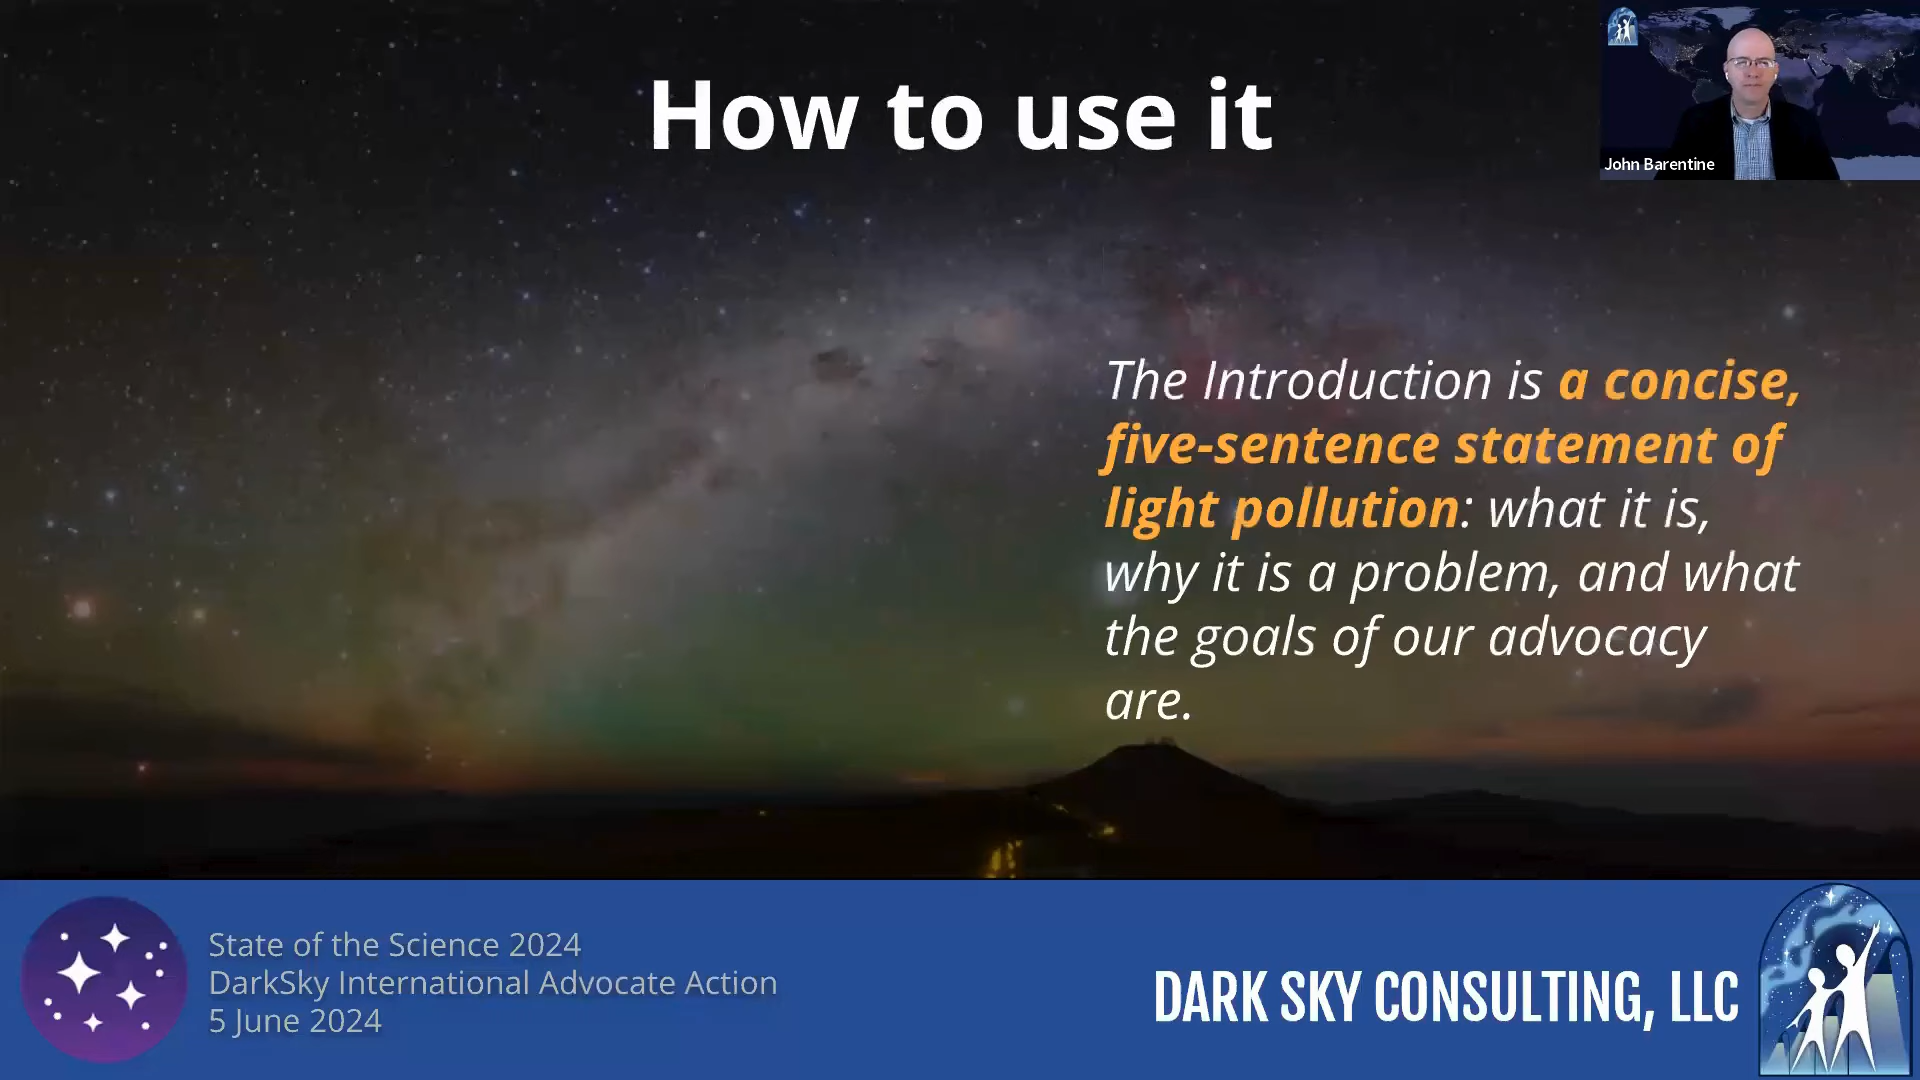 How to use it
John Barentine
The Introduction is a concise,
five-sentence statement of
light pollution: what it is,
why it is a problem, and what
the goals of our advocacy
are.
State of the Science 2024
DarkSky International Advocate Action
5 June 2024
DARK SKY CONSULTING, LLC